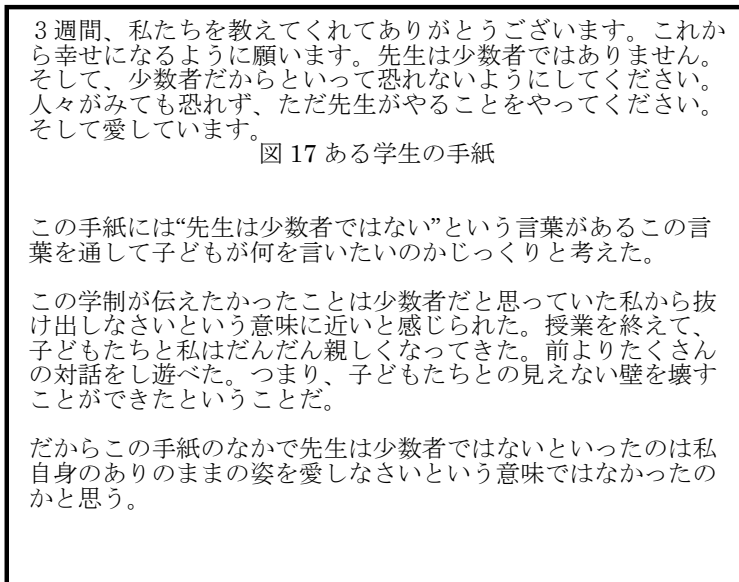 ３週間、私たちを教えてくれてありがとうございます。これか
ら幸せになるように願います。先生は少数者ではありません。
そして、少数者だからといって恐れないようにしてください。
人々がみても恐れず、ただ先生がやることをやってください。
そして愛しています。
図 17 ある学生の手紙
この手紙には“先生は少数者ではない”という言葉があるこの言
葉を通して子どもが何を言いたいのかじっくりと考えた。
この学制が伝えたかったことは少数者だと思っていた私から抜
け出しなさいという意味に近いと感じられた。授業を終えて、
子どもたちと私はだんだん親しくなってきた。前よりたくさん
の対話をし遊べた。つまり、子どもたちとの見えない壁を壊す
ことができたということだ。
だからこの手紙のなかで先生は少数者ではないといったのは私
自身のありのままの姿を愛しなさいという意味ではなかったの
かと思う。